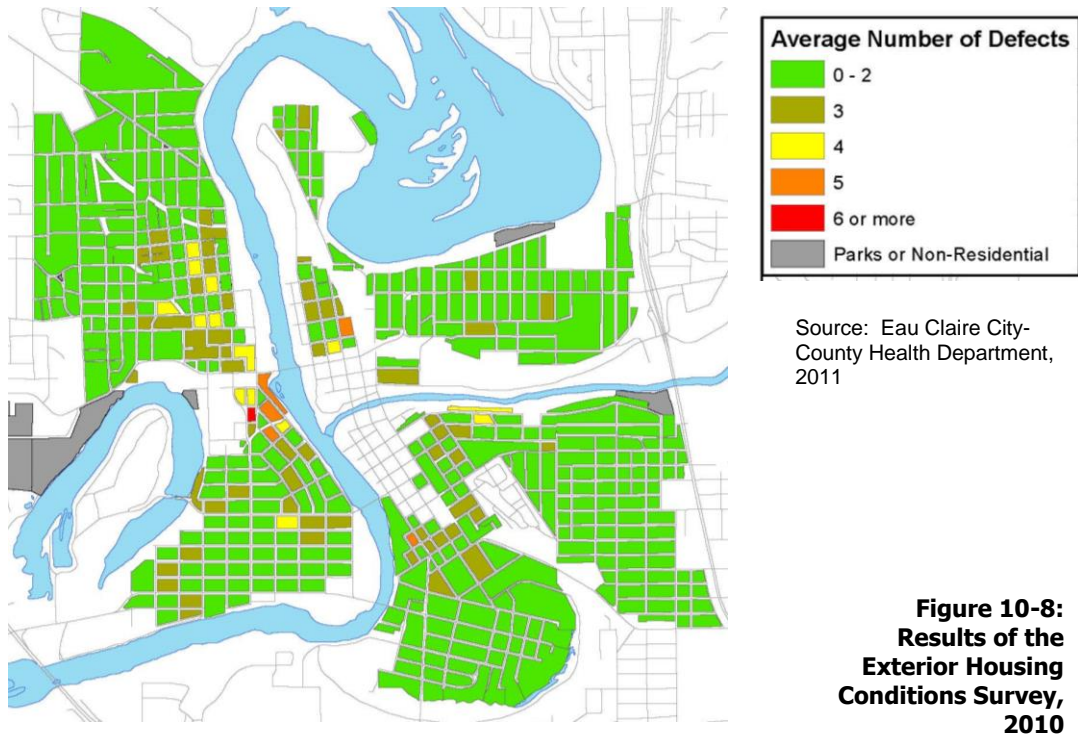 Average Number of Defects
0 - 2
3
4
5
6 or more
Parks or Non-Residential
Source: Eau Claire City-
County Health Department,
2011
Figure 10-8:
Results of the
Exterior Housing
Conditions Survey,
2010